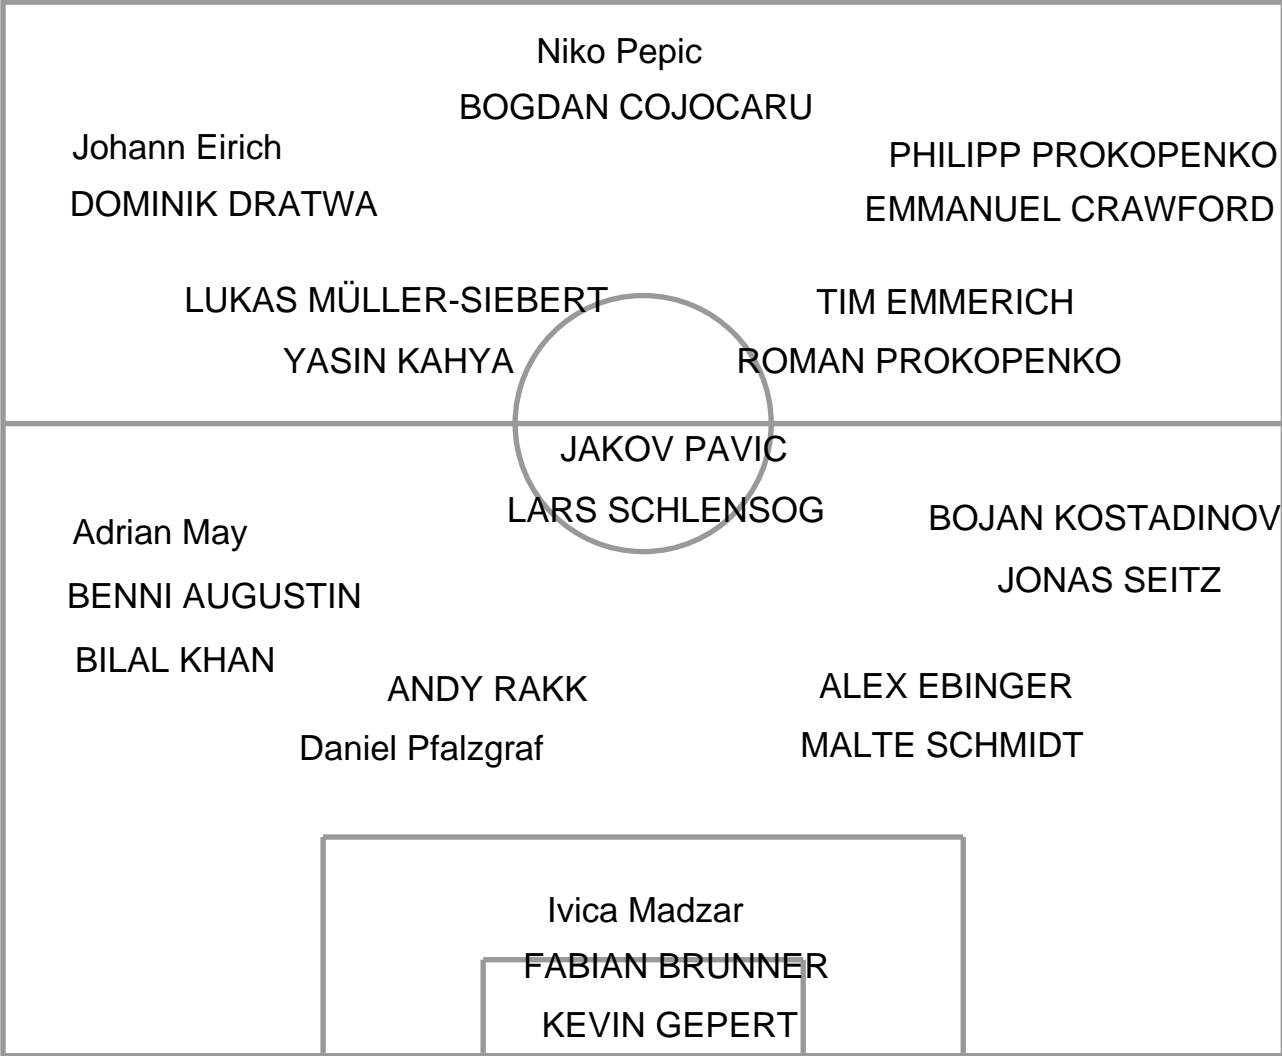 Niko Pepic
BOGDAN COJOCARU
Johann Eirich
PHILIPP PROKOPENKO
DOMINIK DRATWA
EMMANUEL CRAWFORD
LUKAS MÜLLER-SIEBERT
TIM EMMERICH
YASIN KAHYA
ROMAN PROKOPENKO
JAKOV PAVIC
LARS SCHLENSOG
BOJAN KOSTADINOV
Adrian May
JONAS SEITZ
BENNI AUGUSTIN
BILAL KHAN
ANDY RAKK
ALEX EBINGER
Daniel Pfalzgraf
MALTE SCHMIDT
Ivica Madzar
FABIAN BRUNNER
KEVIN GEPERT